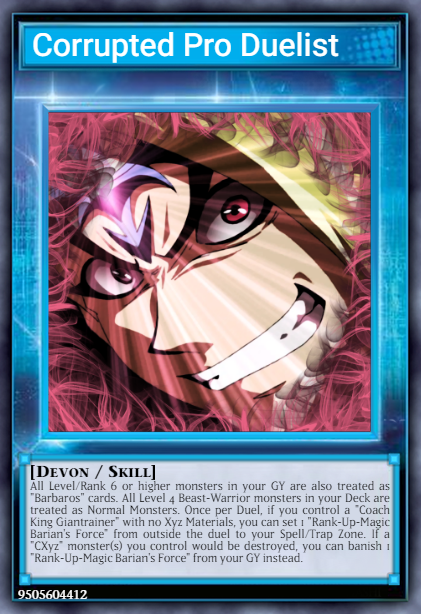 Corrupted Pro Duelist
[Devon / Skill]
All Level/Rank 6 or higher monsters in your GY are also treated as
"Barbaros" cards. All Level 4 Beast-Warrior monsters in your Deck are
treated as Normal Monsters. Once per Duel, if you control a "Coach
King Giantrainer" with no Xyz Materials, you can set 1 "Rank-Up-Magic
Barian's Force" from outside the duel to your Spell/Trap Zone. If a
"CXyz" monster(s) you control would be destroyed, you can banish 1
"Rank-Up-Magic Barian's Force" from your GY instead.
9505604412